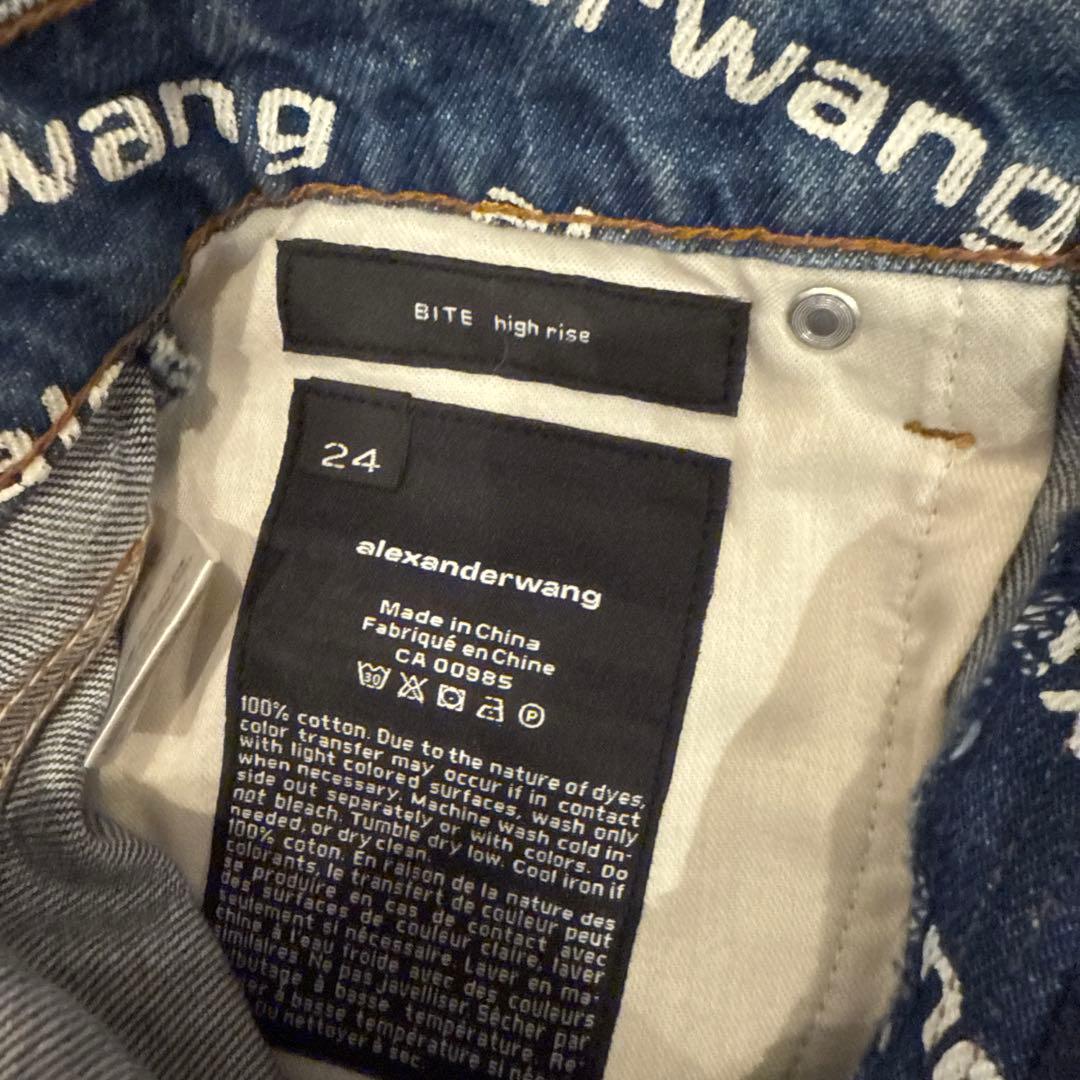 wang
rwang
BITE high rise
24
alexanderwang
Made in China
Fabriqué en Chine
CA 00985
30
P
100% cotton. Due to the nature of dyes,
color transfer may occur if in contact
with light colored surfaces, wash only
when necessary. Machine wash cold in-
side out separately or with colors. Do
not bleach. Tumble dry low. Cool iron if
needed, or dry clean.
100% coton. En raison de la nature des
colorants, le transfert de couleur peut
se produire en cas de contact avec
des surfaces de couleur claire, laver
seulement si nécessaire. Laver en ma-
chine à l'eau froide avec des couleurs
similaires. Ne pas javelliser. Sécher par
butage à basse température. Re-
er à basse température si néc
ou nettoyer à sec.